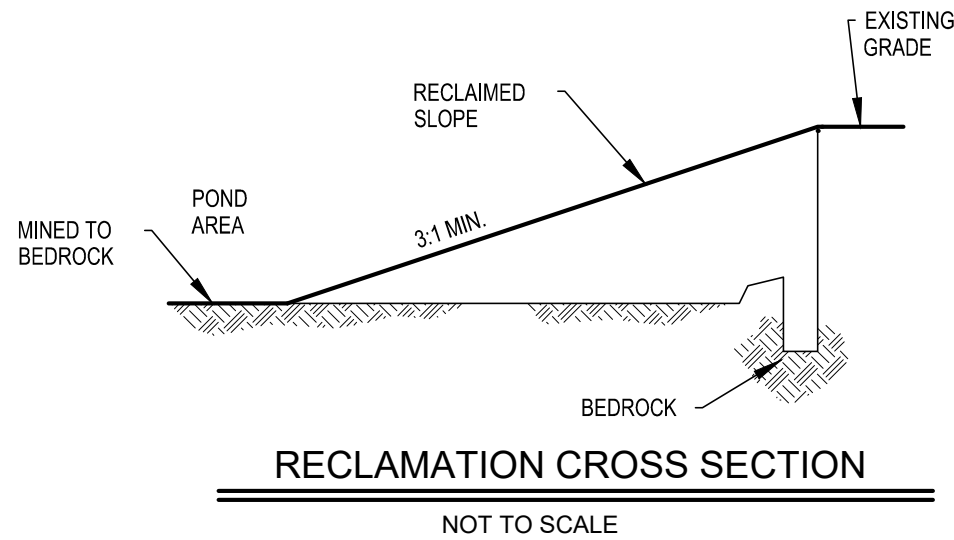 EXISTING
GRADE
RECLAIMED
SLOPE
POND
AREA
MINED TO
BEDROCK
3:1 MIN.
BEDROCK
RECLAMATION CROSS SECTION
NOT TO SCALE